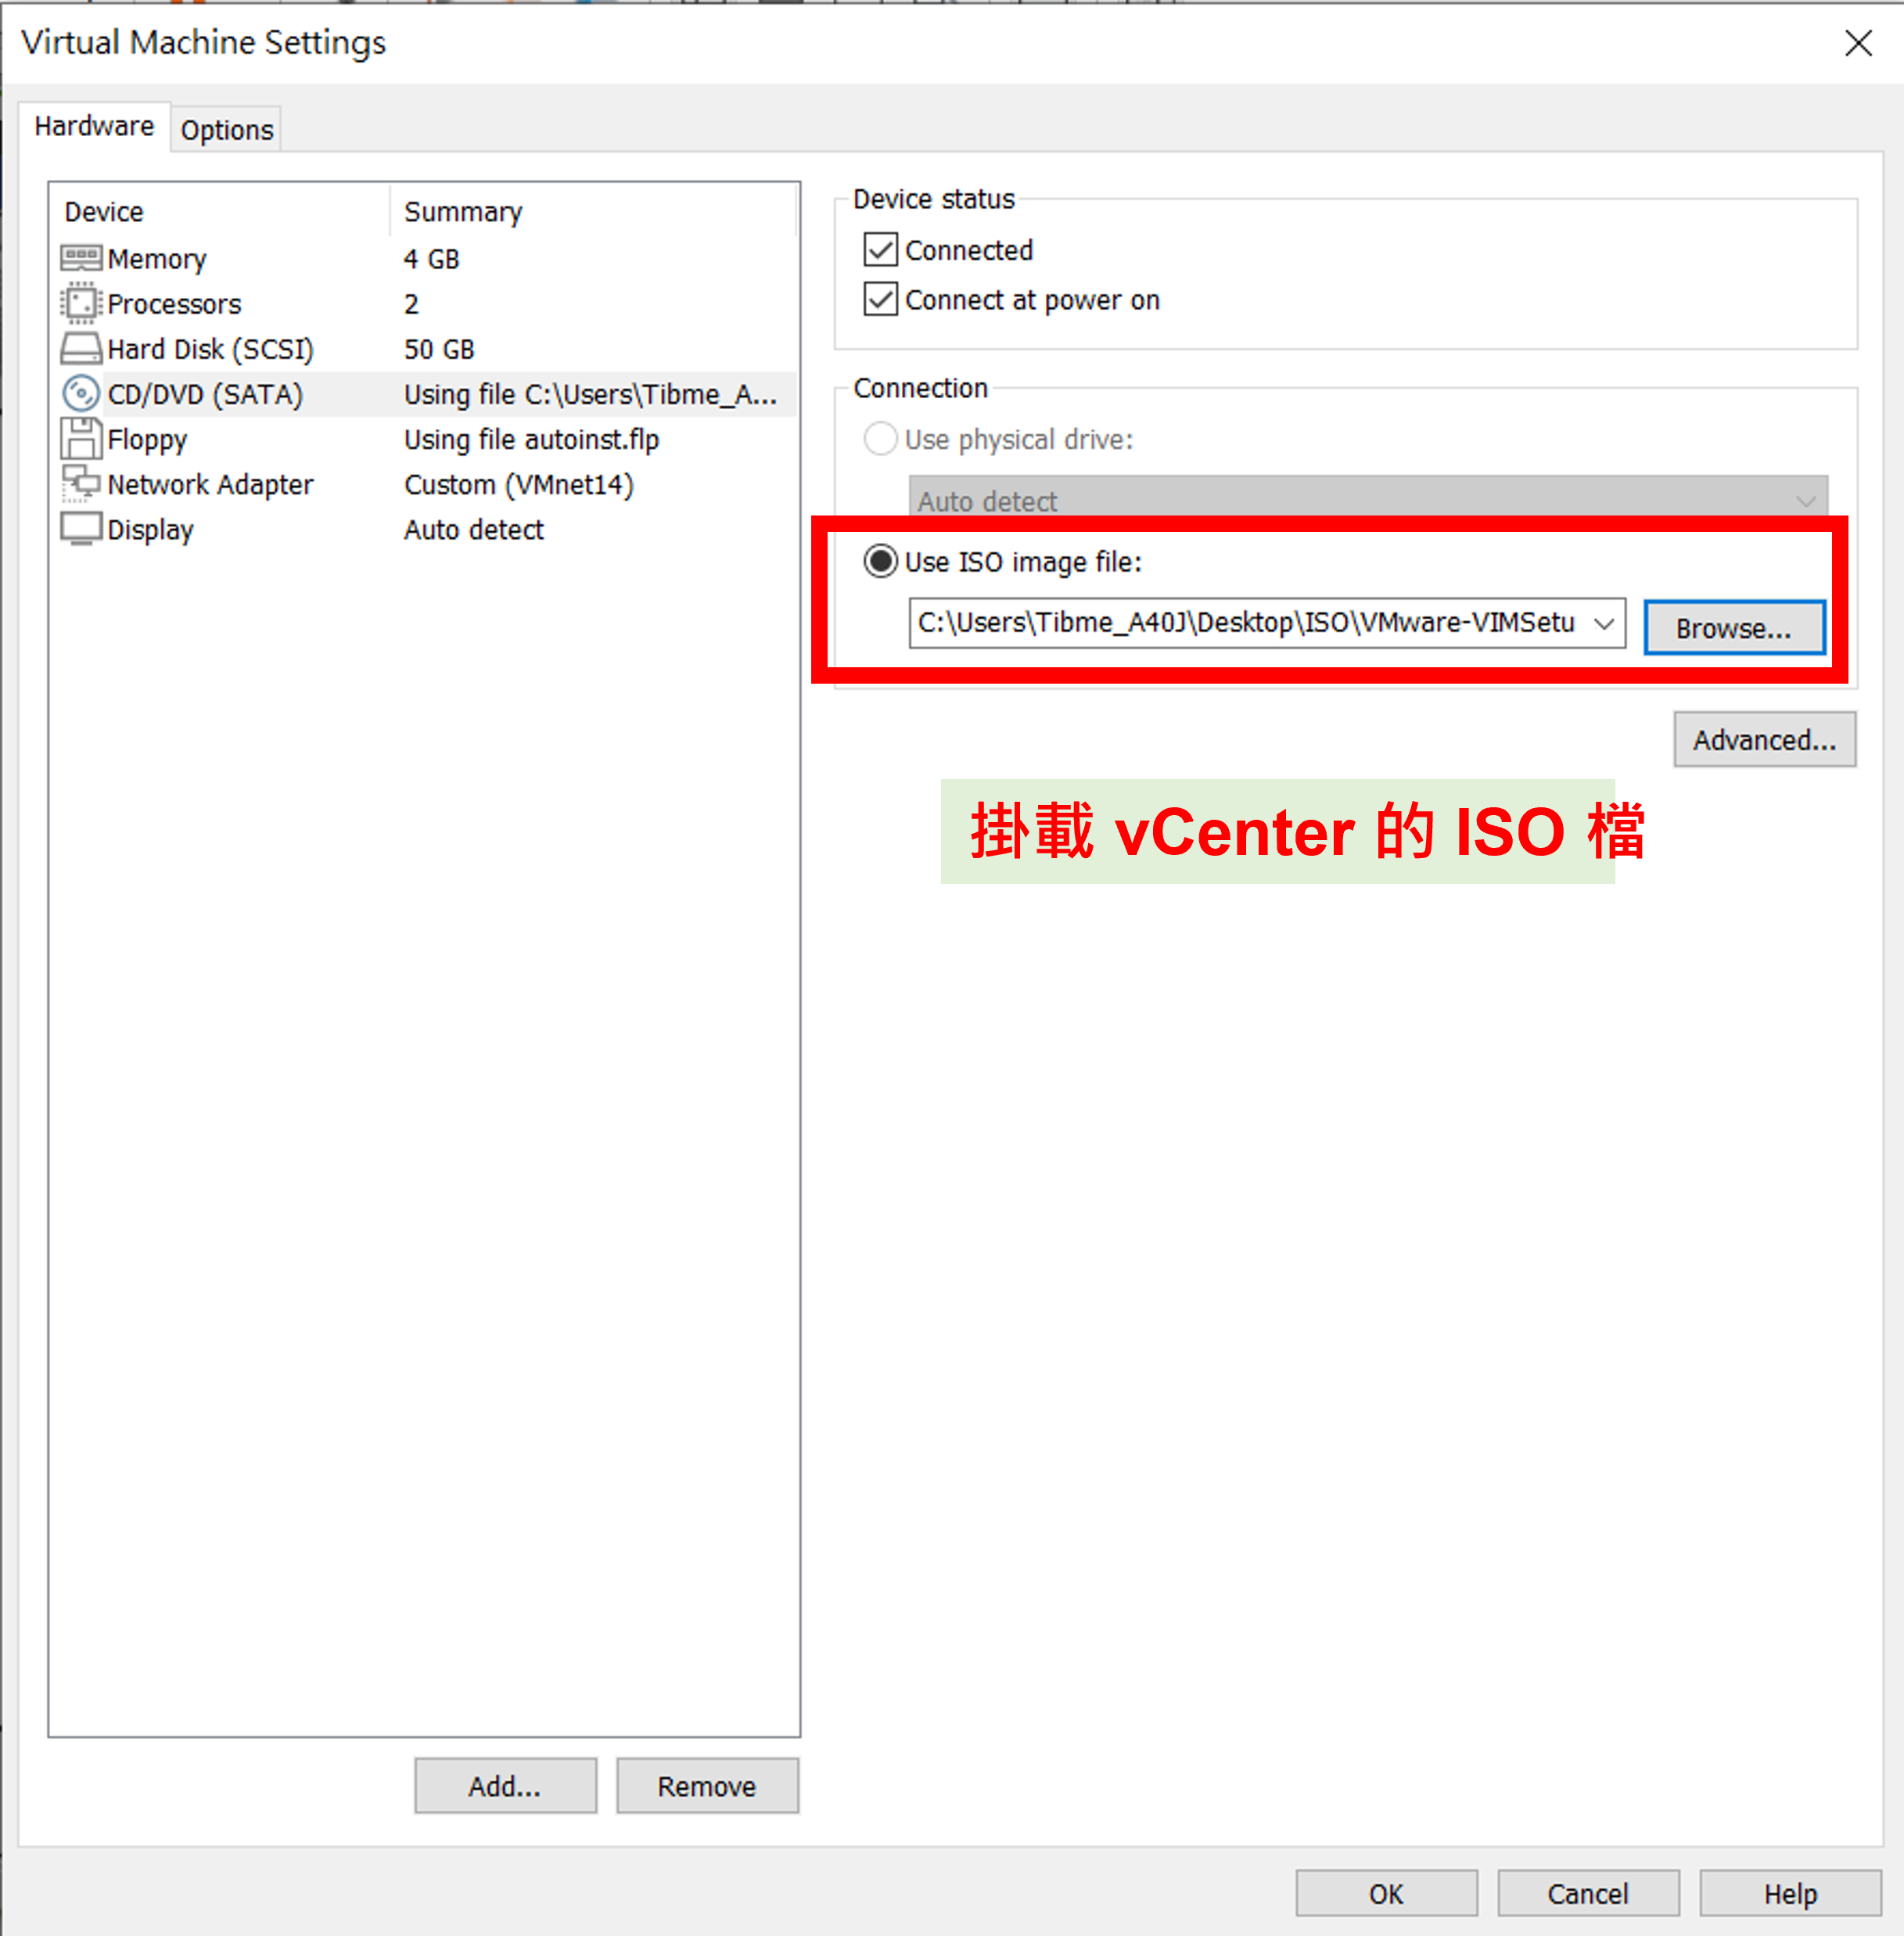 Virtual Machine Settings
Hardware Options
Device Summary
Memory 4 GB
Processors 2
Hard Disk (SCSI) 50 GB
CD/DVD (SATA) Using file C:\Users\Tibme_A...
Floppy Using file autoinst.flp
Network Adapter Custom (VMnet14)
Display Auto detect
Add... Remove
Device status
Connected
Connect at power on
Connection
Use physical drive:
Auto detect
Use ISO image file:
C:\Users\Tibme_A40J\Desktop\ISO\VMware-VIMSetu Browse...
Advanced...
掛載 vCenter 的 ISO 檔
OK Cancel Help